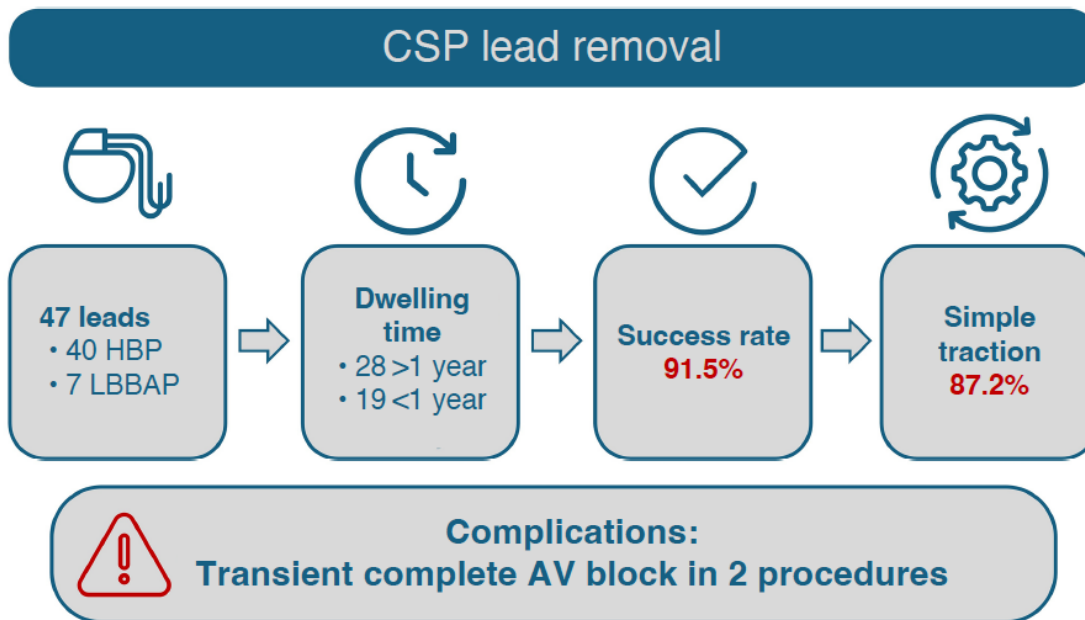 CSP lead removal
47 leads
• 40 HBP
• 7 LBBAP
Dwelling
time
• 28 >1 year
• 19 <1 year
Success rate
91.5%
Simple
traction
87.2%
Complications:
Transient complete AV block in 2 procedures